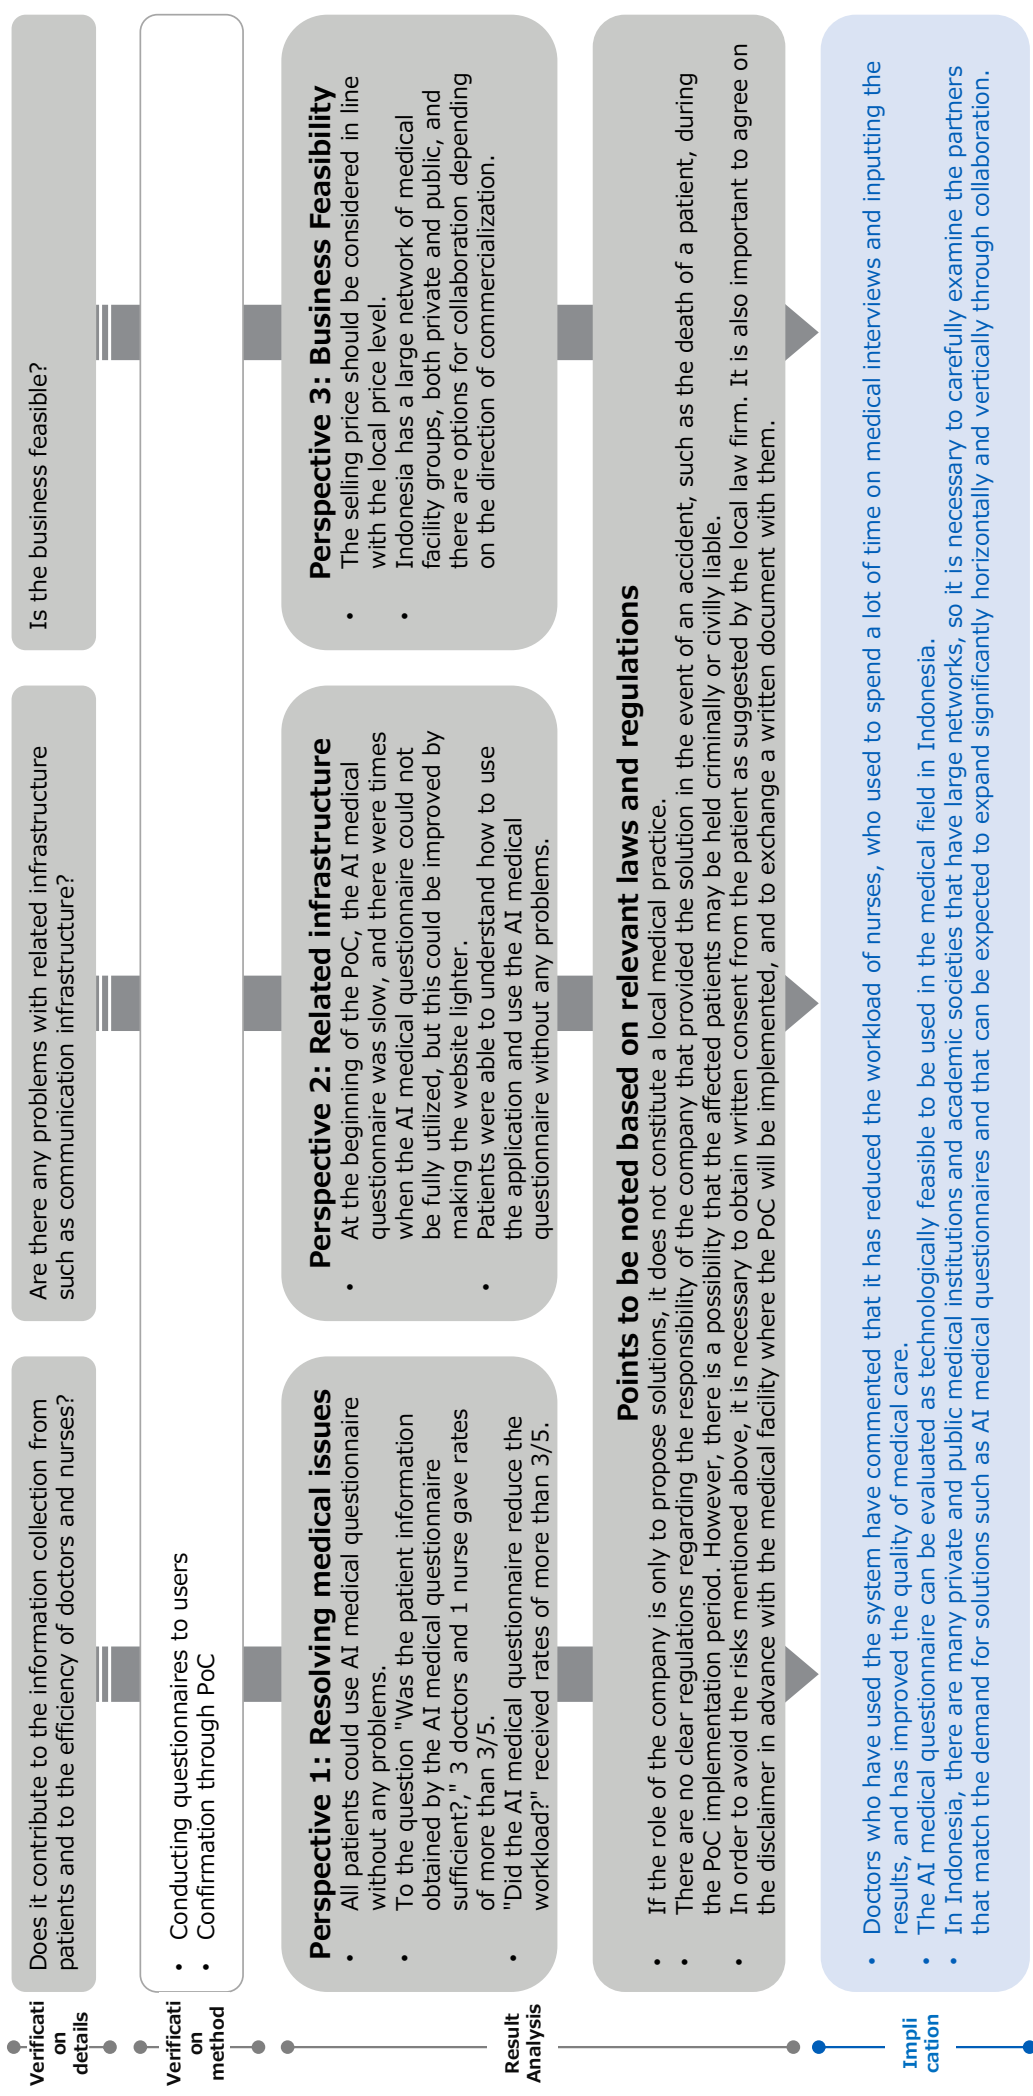 Verificati
on
details
Does it contribute to the information collection from
patients and to the efficiency of doctors and nurses?
Are there any problems with related infrastructure
such as communication infrastructure?
Is the business feasible?
Verificati
on
method
• Conducting questionnaires to users
• Confirmation through PoC
Result
Analysis
Perspective 1: Resolving medical issues
• All patients could use AI medical questionnaire
without any problems.
• To the question "Was the patient information
obtained by the AI medical questionnaire
sufficient?," 3 doctors and 1 nurse gave rates
of more than 3/5.
• "Did the AI medical questionnaire reduce the
workload?" received rates of more than 3/5.
Perspective 2: Related infrastructure
• At the beginning of the PoC, the AI medical
questionnaire was slow, and there were times
when the AI medical questionnaire could not
be fully utilized, but this could be improved by
making the website lighter.
• Patients were able to understand how to use
the application and use the AI medical
questionnaire without any problems.
Perspective 3: Business Feasibility
• The selling price should be considered in line
with the local price level.
• Indonesia has a large network of medical
facility groups, both private and public, and
there are options for collaboration depending
on the direction of commercialization.
Points to be noted based on relevant laws and regulations
• If the role of the company is only to propose solutions, it does not constitute a local medical practice.
• There are no clear regulations regarding the responsibility of the company that provided the solution in the event of an accident, such as the death of a patient, during
the PoC implementation period. However, there is a possibility that the affected patients may be held criminally or civilly liable.
• In order to avoid the risks mentioned above, it is necessary to obtain written consent from the patient as suggested by the local law firm. It is also important to agree on
the disclaimer in advance with the medical facility where the PoC will be implemented, and to exchange a written document with them.
Impli
cation
• Doctors who have used the system have commented that it has reduced the workload of nurses, who used to spend a lot of time on medical interviews and inputting the
results, and has improved the quality of medical care.
• The AI medical questionnaire can be evaluated as technologically feasible to be used in the medical field in Indonesia.
• In Indonesia, there are many private and public medical institutions and academic societies that have large networks, so it is necessary to carefully examine the partners
that match the demand for solutions such as AI medical questionnaires and that can be expected to expand significantly horizontally and vertically through collaboration.